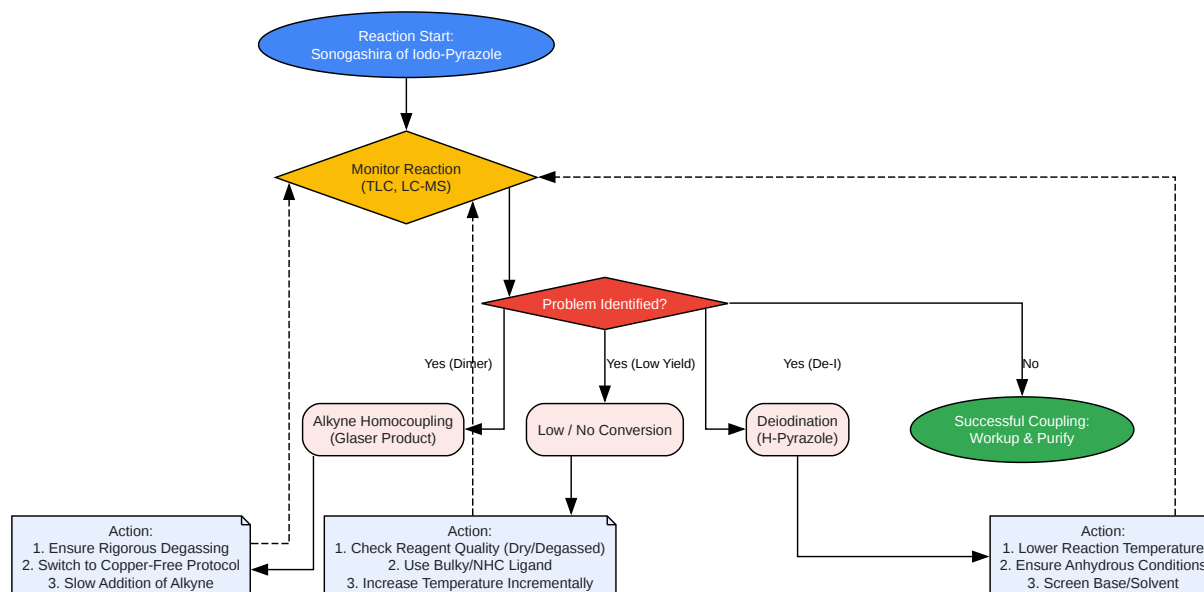 Reaction Start:
Sonogashira of Iodo-Pyrazole
Monitor Reaction
(TLC, LC-MS)
Problem Identified?
Yes (Dimer)
Yes (Low Yield)
Yes (De-I)
No
Alkyne Homocoupling
(Glaser Product)
Low / No Conversion
Deiodination
(H-Pyrazole)
Successful Coupling:
Workup & Purify
Action:
1. Ensure Rigorous Degassing
2. Switch to Copper-Free Protocol
3. Slow Addition of Alkyne
Action:
1. Check Reagent Quality (Dry/Degassed)
2. Use Bulky/NHC Ligand
3. Increase Temperature Incrementally
Action:
1. Lower Reaction Temperature
2. Ensure Anhydrous Conditions
3. Screen Base/Solvent